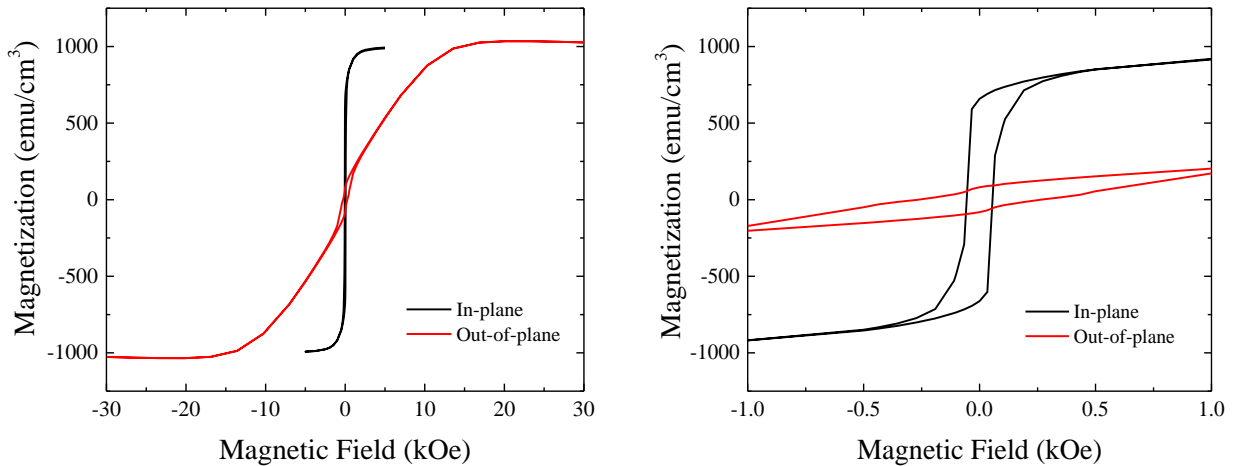 Magnetization (emu/cm³)
1000
500
0
-500
-1000
-30
-20
-10
0
10
20
30
Magnetic Field (kOe)
In-plane
Out-of-plane
Magnetization (emu/cm³)
1000
500
0
-500
-1000
-1.0
-0.5
0.0
0.5
1.0
Magnetic Field (kOe)
In-plane
Out-of-plane